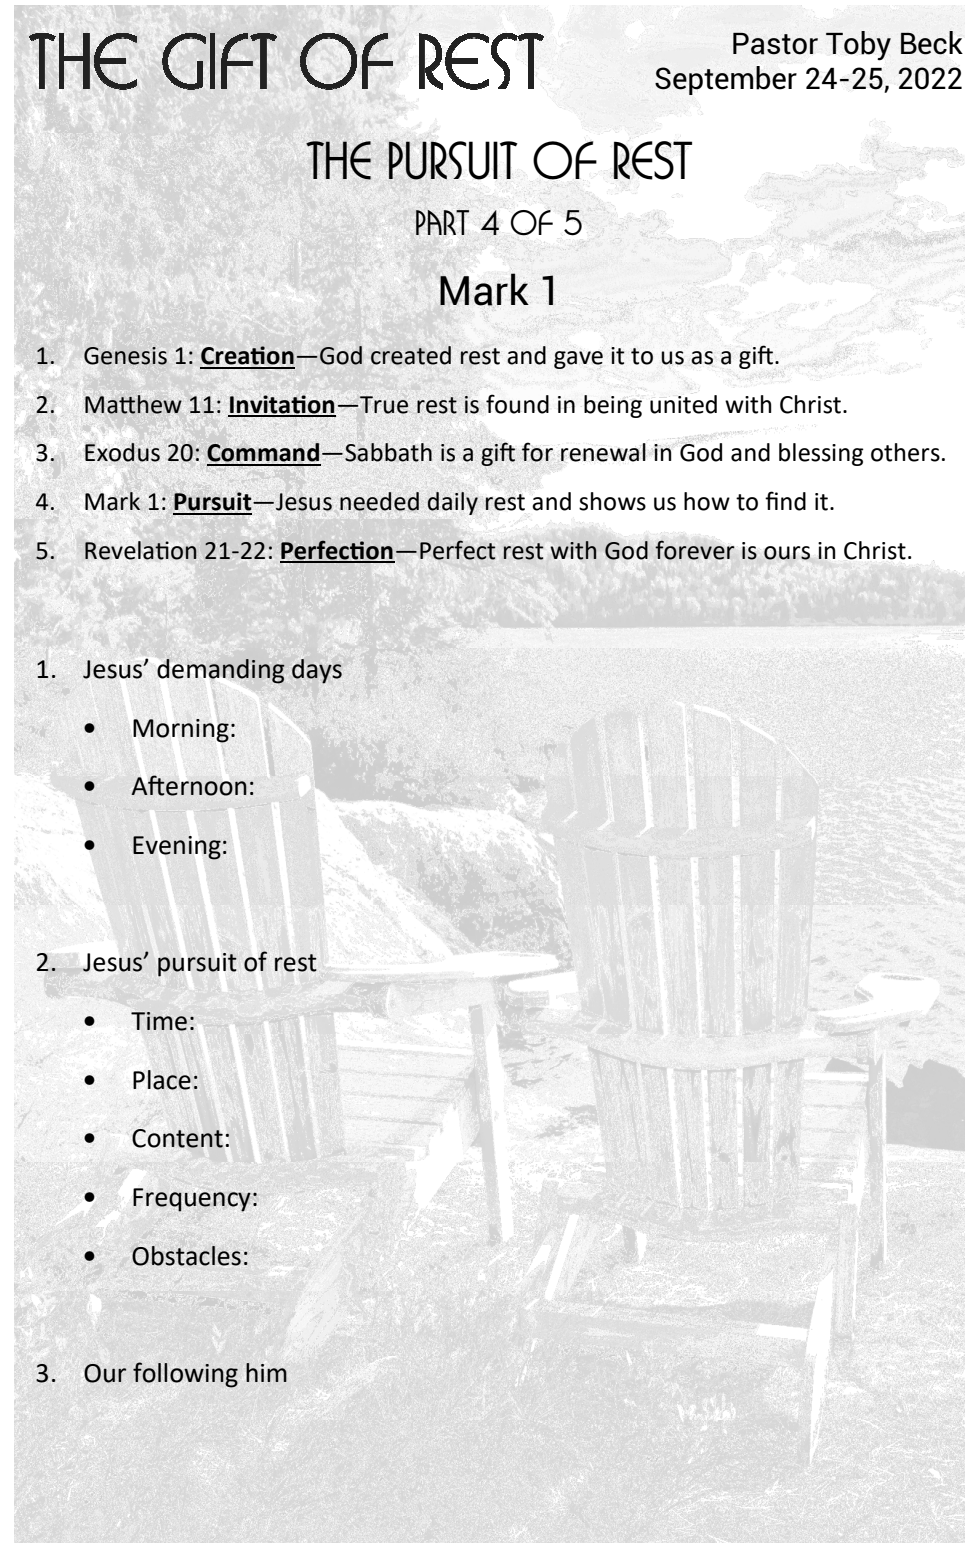 THE GIFT OF REST
Pastor Toby Beck
September 24-25, 2022
THE PURSUIT OF REST
PART 4 OF 5
Mark 1
1. Genesis 1: Creation—God created rest and gave it to us as a gift.
2. Matthew 11: Invitation—True rest is found in being united with Christ.
3. Exodus 20: Command—Sabbath is a gift for renewal in God and blessing others.
4. Mark 1: Pursuit—Jesus needed daily rest and shows us how to find it.
5. Revelation 21-22: Perfection—Perfect rest with God forever is ours in Christ.
1. Jesus’ demanding days
• Morning:
• Afternoon:
• Evening:
2. Jesus’ pursuit of rest
• Time:
• Place:
• Content:
• Frequency:
• Obstacles:
3. Our following him